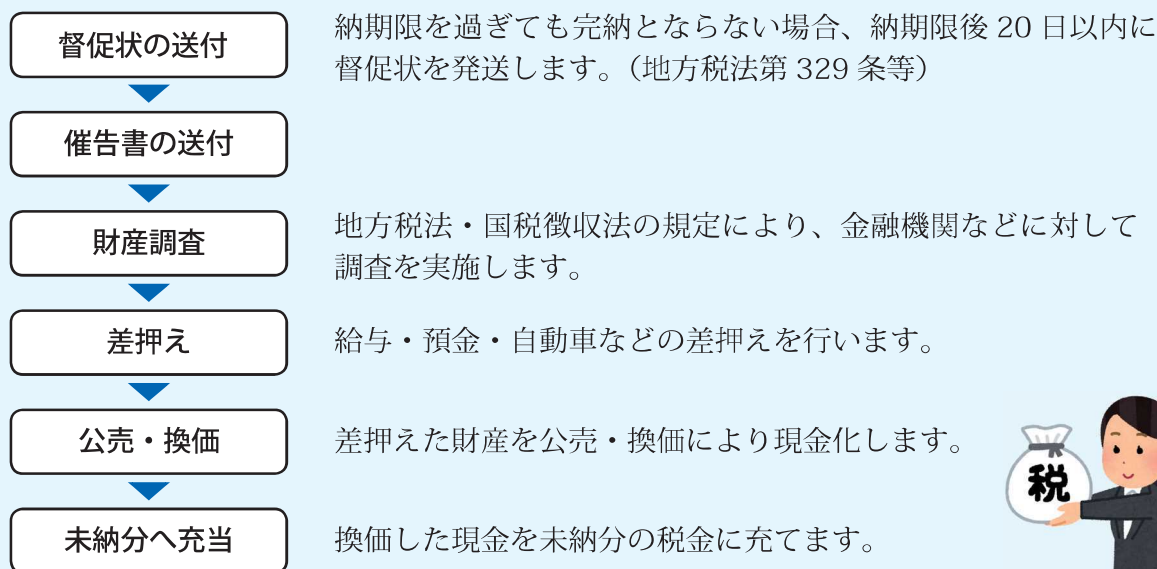 督促状の送付
納期限を過ぎても完納とならない場合、納期限後 20 日以内に
督促状を発送します。（地方税法第 329 条等）
催告書の送付
財産調査
地方税法・国税徴収法の規定により、金融機関などに対して
調査を実施します。
差押え
給与・預金・自動車などの差押えを行います。
公売・換価
差押えた財産を公売・換価により現金化します。
未納分へ充当
換価した現金を未納分の税金に充てます。
税